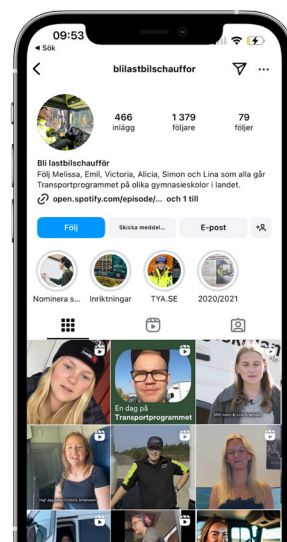 09:53
Sök
blilastbilschauffor
466
1 379
79
inlägg
följare
följer
Bli lastbilschaufför
Följ Melissa, Emil, Victoria, Alicia, Simon och Lina som alla går
Transportprogrammet på olika gymnasieskolor i landet.
open.spotify.com/episode/... och 1 till
Följ
Skicka meddel...
E-post
Nominera s...
Inriktningar
TYA.SE
2020/2021
En dag på
Transportprogrammet